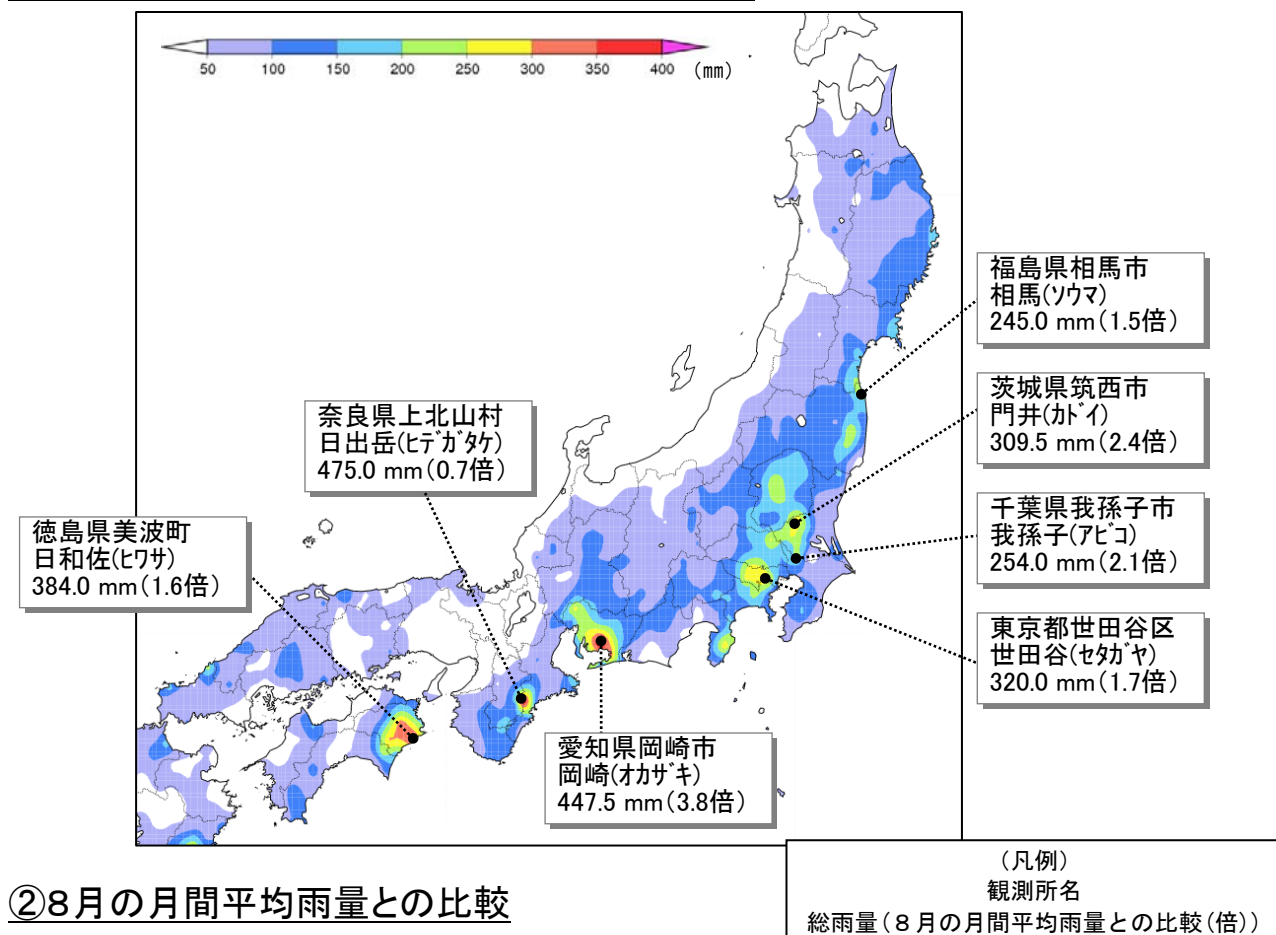 50 100 150 200 250 300 350 400 (mm)
福島県相馬市
相馬(ｿｳﾏ)
245.0 mm(1.5倍)
茨城県筑西市
門井(ｶﾄﾞｲ)
309.5 mm(2.4倍)
奈良県上北山村
日出岳(ﾋﾃﾞｶﾞﾀｹ)
475.0 mm(0.7倍)
千葉県我孫子市
我孫子(ｱﾋﾞｺ)
254.0 mm(2.1倍)
徳島県美波町
日和佐(ﾋﾜｻ)
384.0 mm(1.6倍)
東京都世田谷区
世田谷(ｾﾀｶﾞﾔ)
320.0 mm(1.7倍)
愛知県岡崎市
岡崎(ｵｶｻﾞｷ)
447.5 mm(3.8倍)
②８月の月間平均雨量との比較
(凡例)
観測所名
総雨量(８月の月間平均雨量との比較(倍))